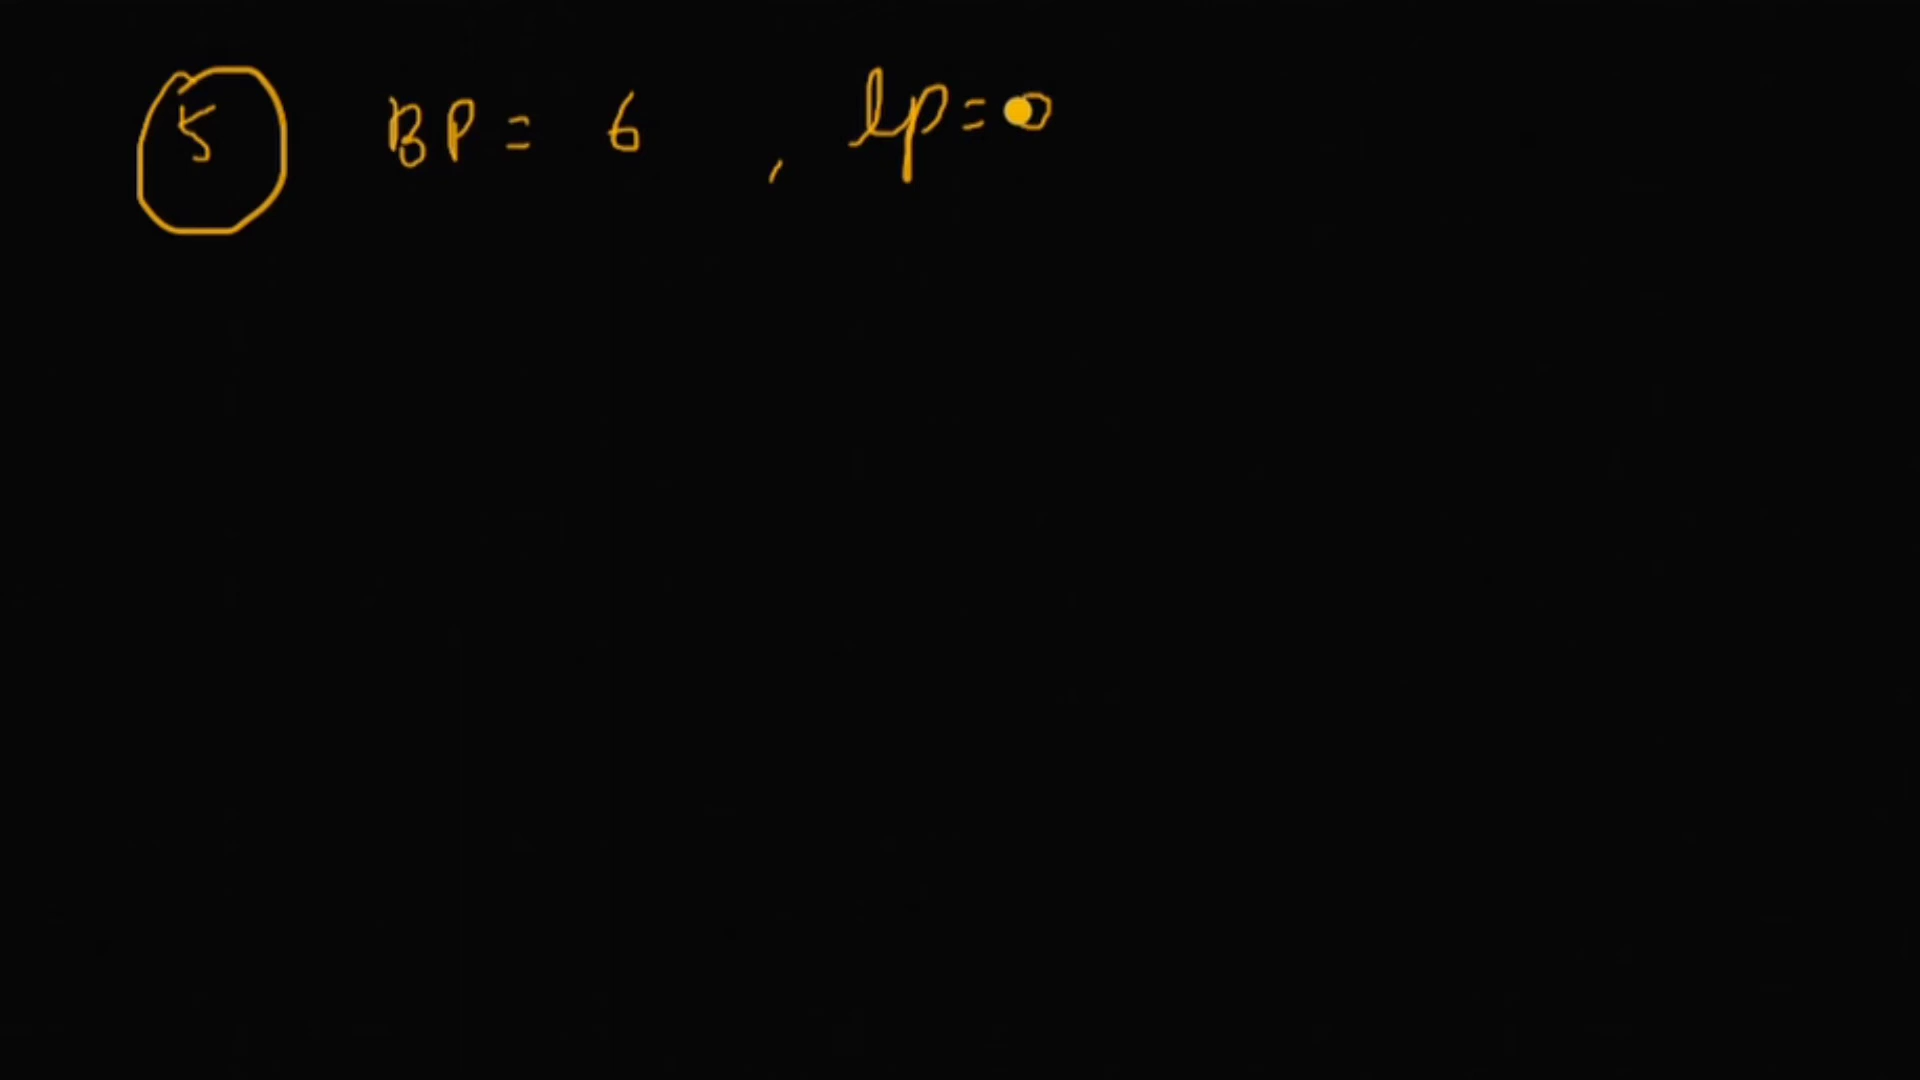 5 BP = 6 , lp = 0